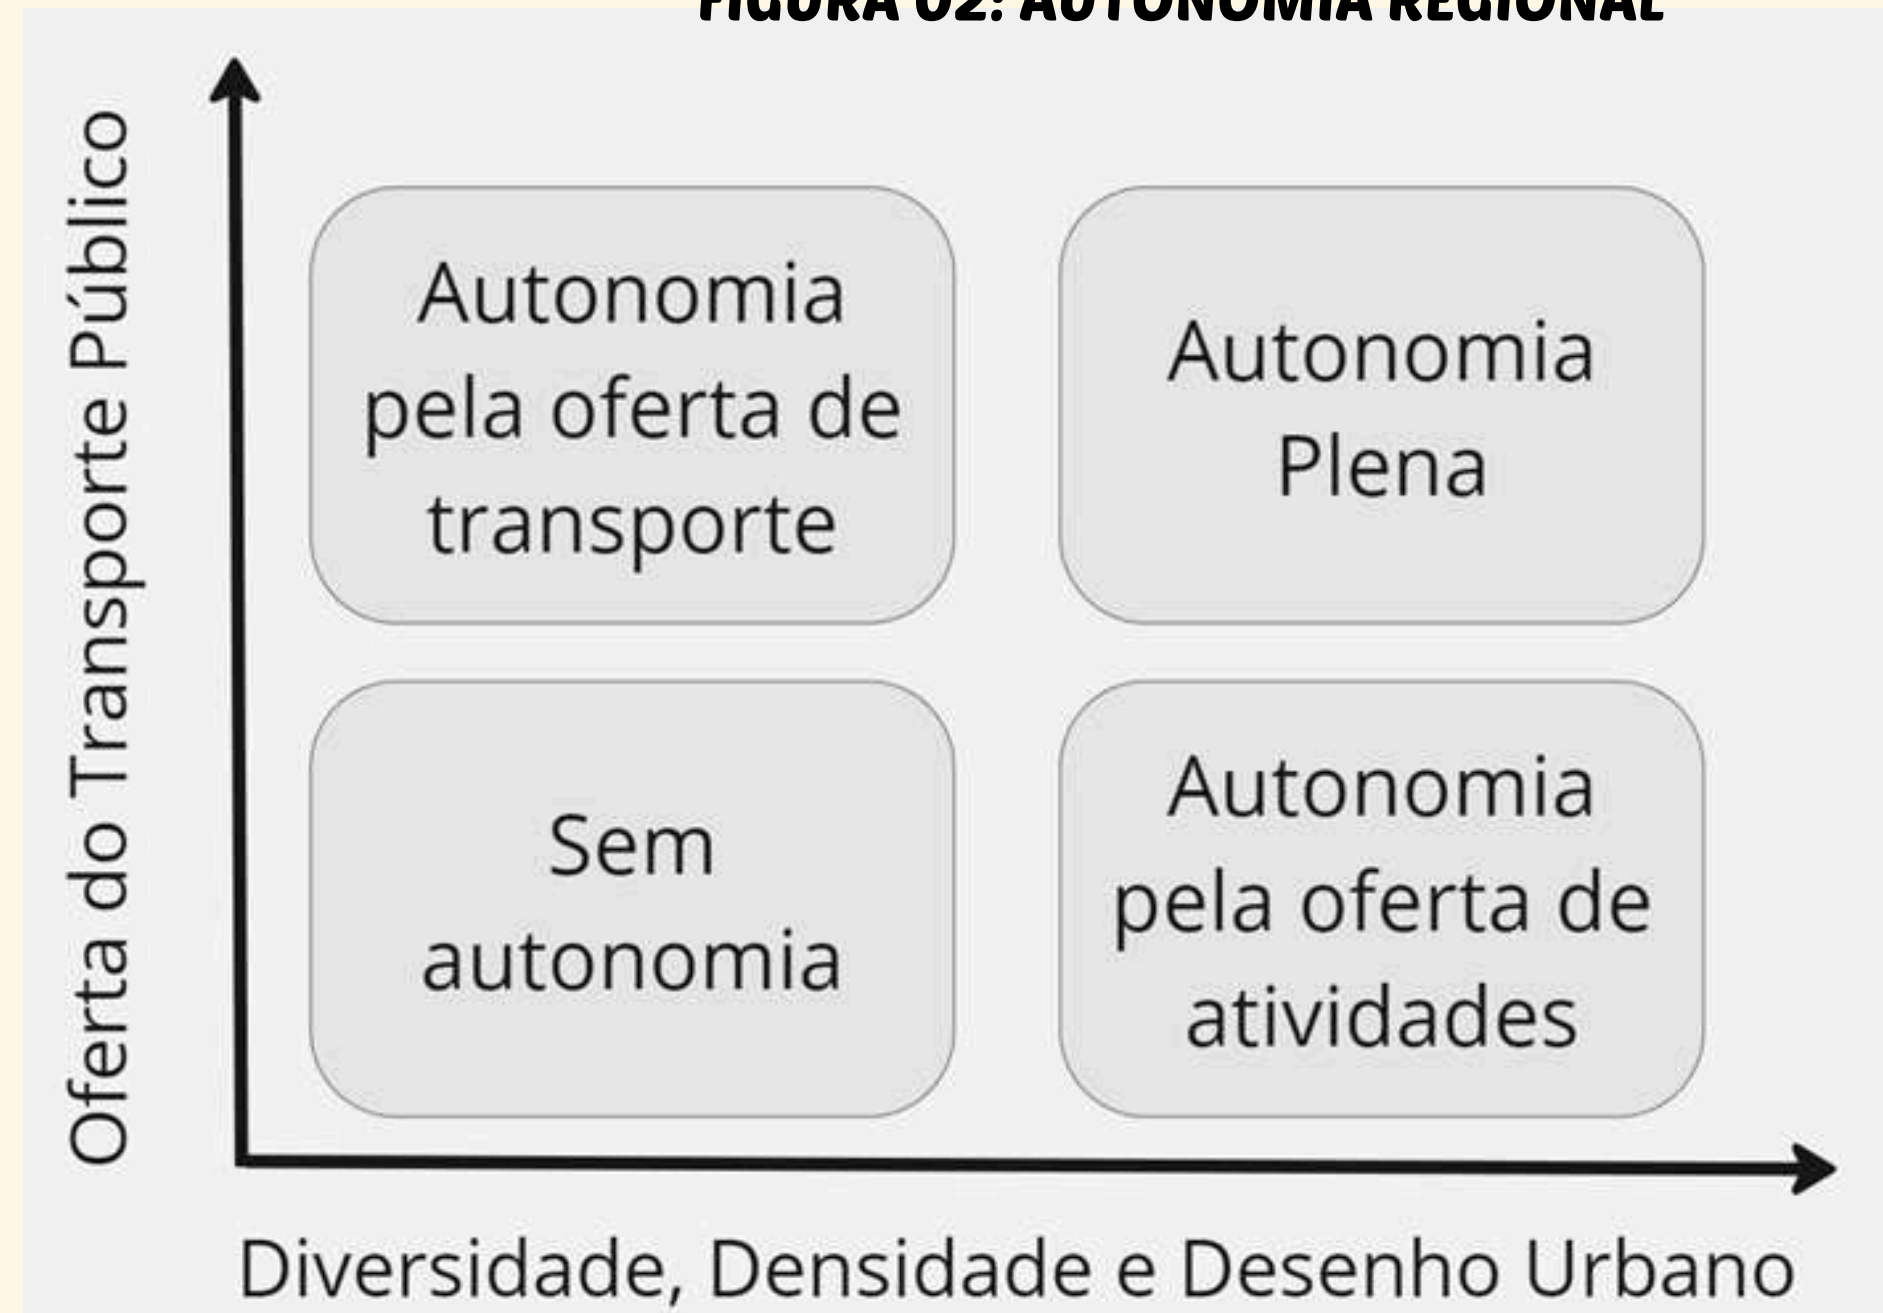 FIGURA 02: AUTONOMIA REGIONAL
Oferta do Transporte Público
Autonomia
pela oferta de
transporte
Autonomia
Plena
Sem
autonomia
Autonomia
pela oferta de
atividades
Diversidade, Densidade e Desenho Urbano